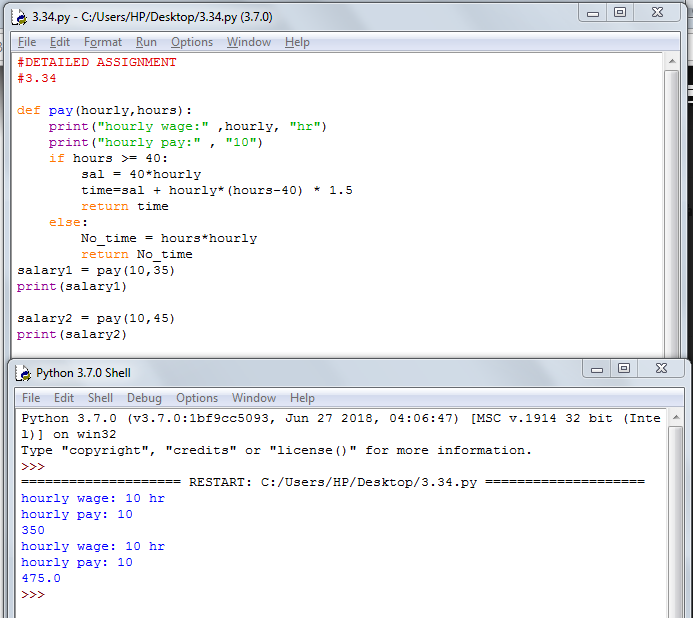 3.34.py - C:/Users/HP/Desktop/3.34.py (3.7.0)
File Edit Format Run Options Window Help
#DETAILED ASSIGNMENT
#3.34

def pay(hourly,hours):
    print("hourly wage:" ,hourly, "hr")
    print("hourly pay:" , "10")
    if hours >= 40:
        sal = 40*hourly
        time=sal + hourly*(hours-40) * 1.5
        return time
    else:
        No_time = hours*hourly
        return No_time
salary1 = pay(10,35)
print(salary1)

salary2 = pay(10,45)
print(salary2)
Python 3.7.0 Shell
File Edit Shell Debug Options Window Help
Python 3.7.0 (v3.7.0:1bf9cc5093, Jun 27 2018, 04:06:47) [MSC v.1914 32 bit (Inte
l)] on win32
Type "copyright", "credits" or "license()" for more information.
>>>
==================== RESTART: C:/Users/HP/Desktop/3.34.py ====================
hourly wage: 10 hr
hourly pay: 10
350
hourly wage: 10 hr
hourly pay: 10
475.0
>>>